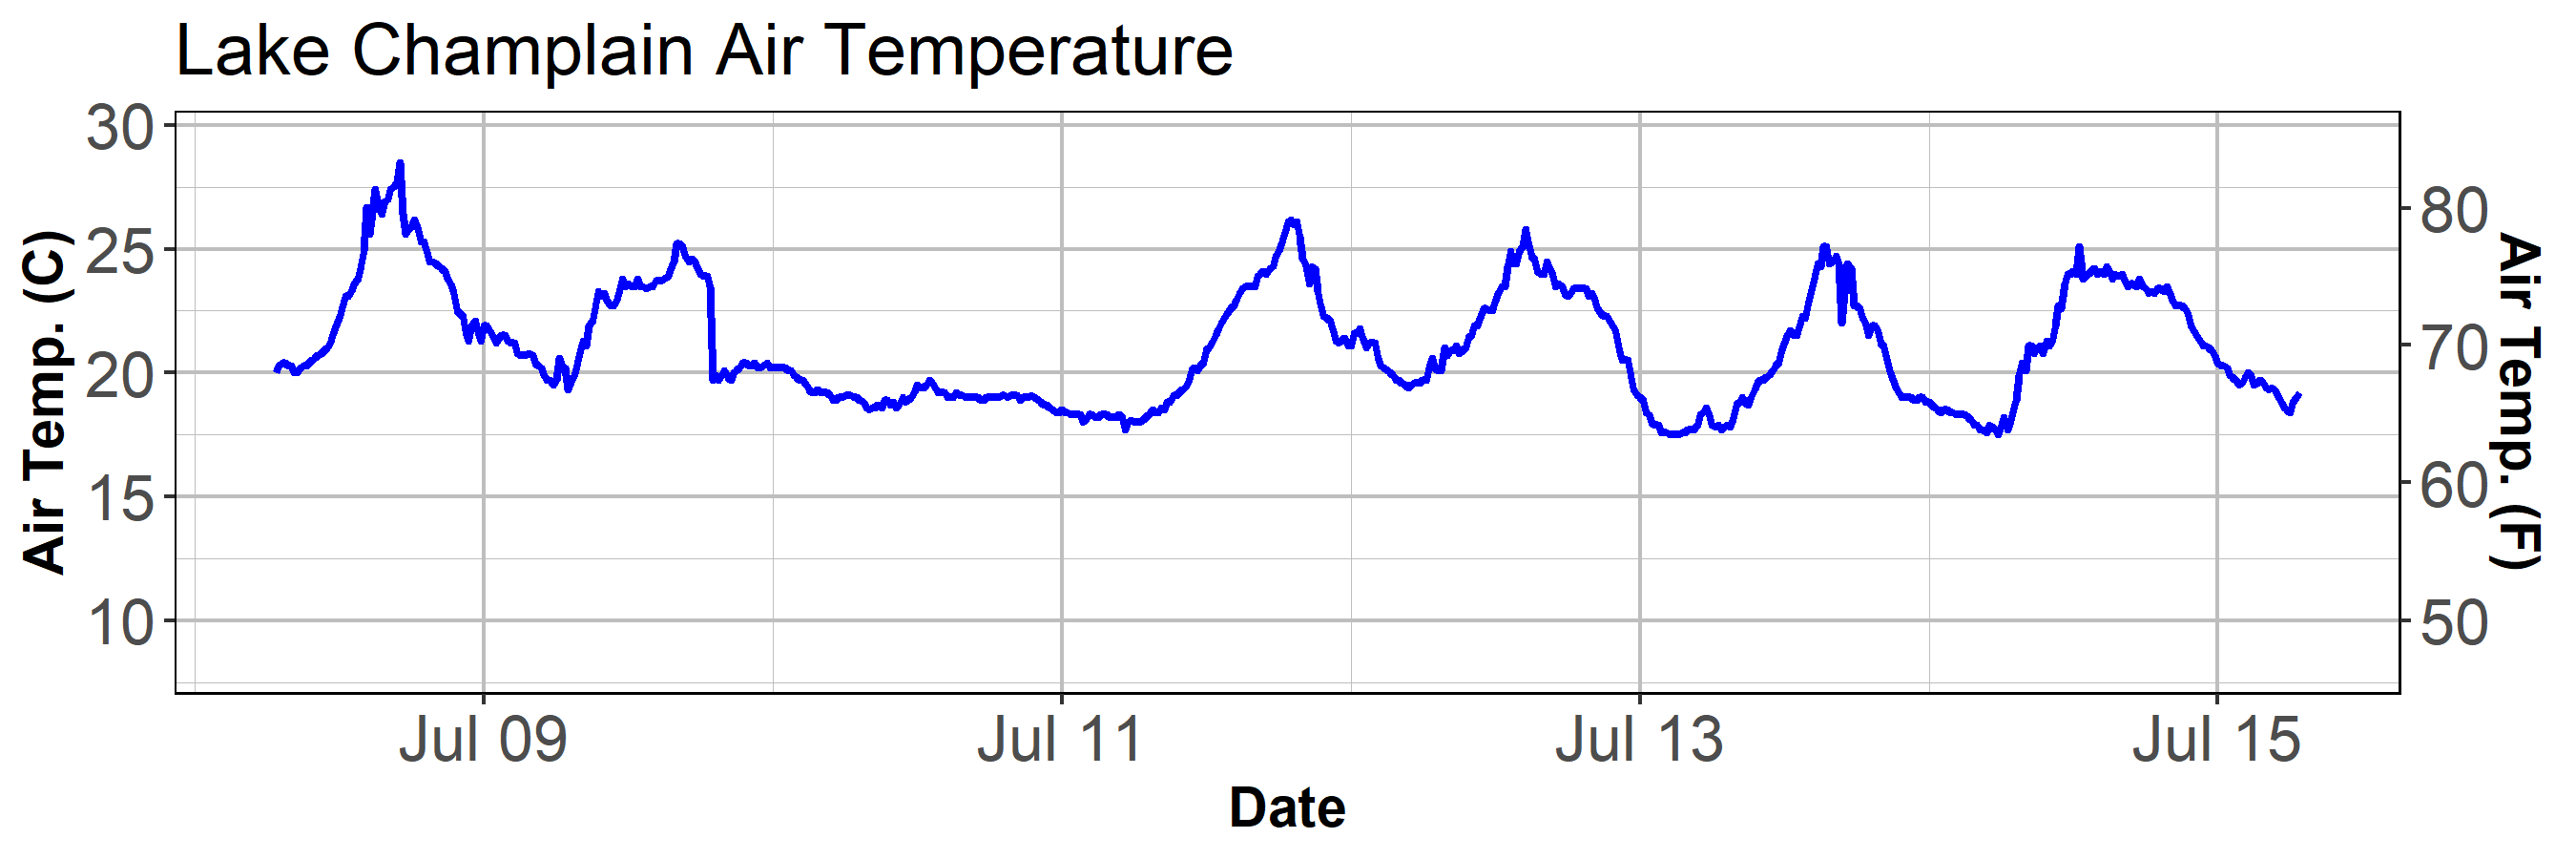 Lake Champlain Air Temperature
Air Temp. (C)
30
25
20
15
10
80
70
60
50
Air Temp. (F)
Jul 09
Jul 11
Jul 13
Jul 15
Date